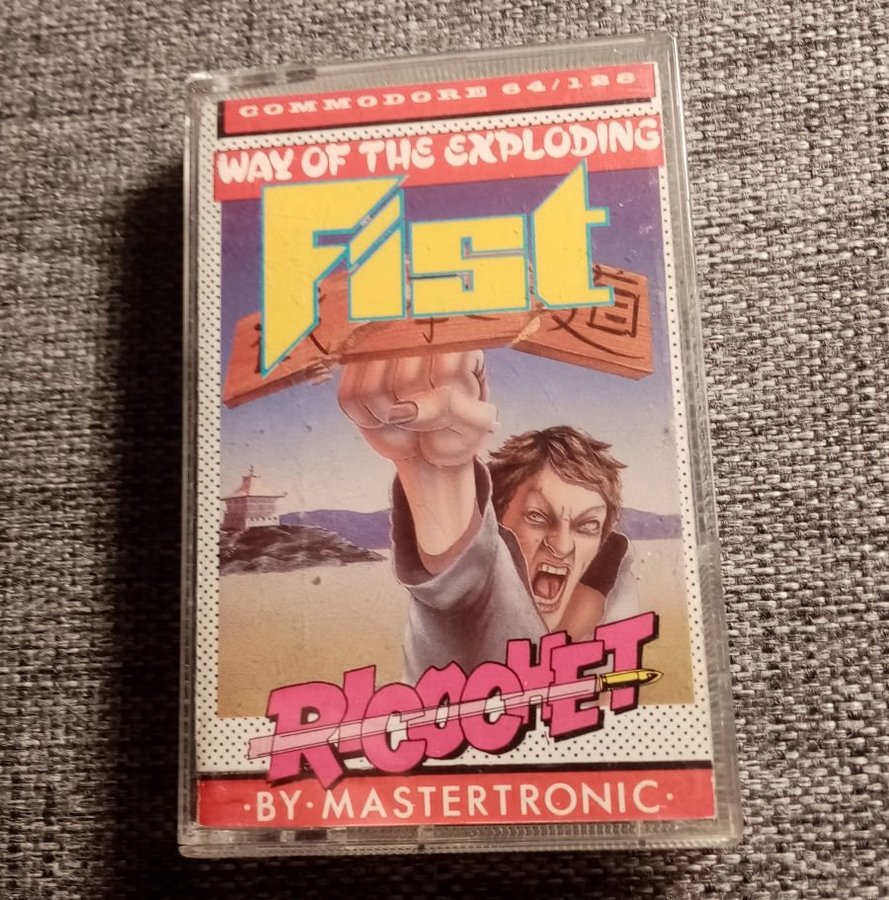 COMMODORE 64/128
WAY OF THE EXPLODING
Fist
RICOCHET
·BY·MASTERTRONIC·